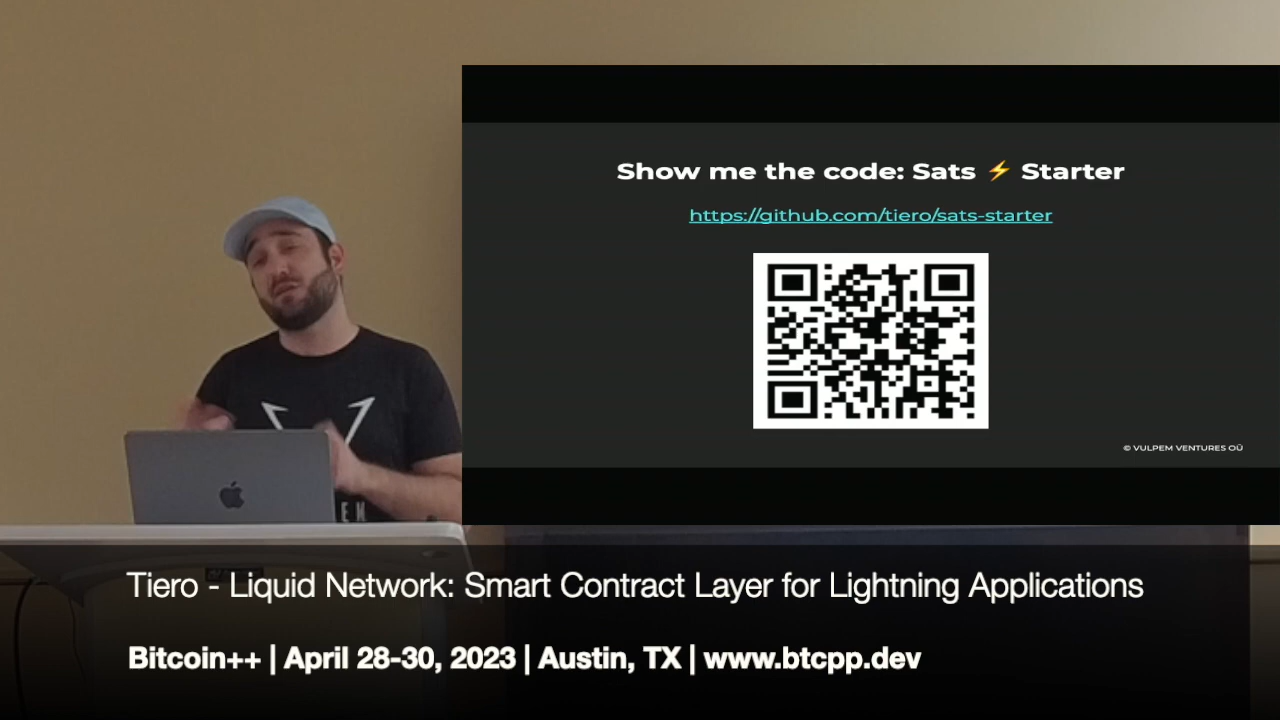 Show me the code: Sats ⚡ Starter
https://github.com/tiero/sats-starter
© VULPEM VENTURES OÜ
E M
Tiero - Liquid Network: Smart Contract Layer for Lightning Applications
Bitcoin++ | April 28-30, 2023 | Austin, TX | www.btcpp.dev